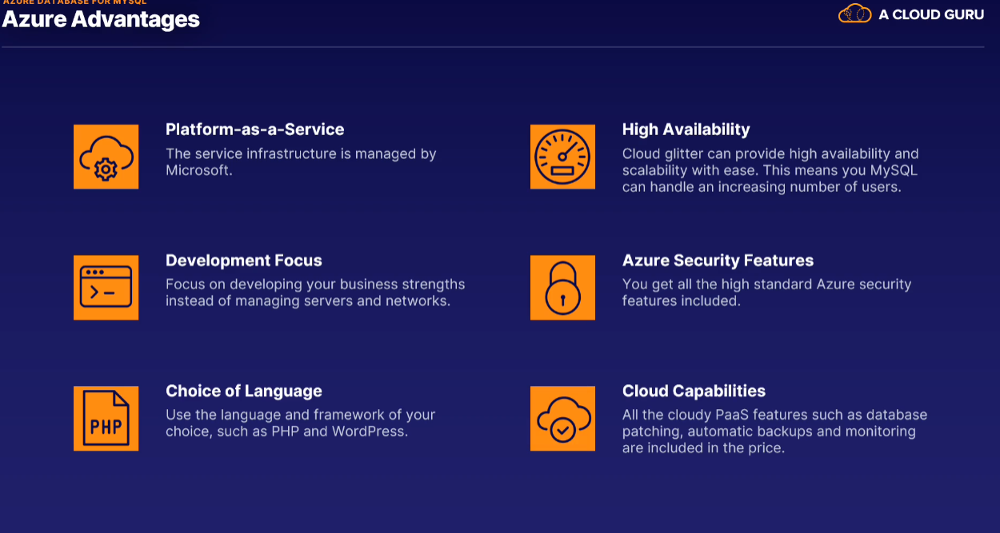 AZURE DATABASE FOR MYSQL
Azure Advantages
A CLOUD GURU
Platform-as-a-Service
The service infrastructure is managed by
Microsoft.
High Availability
Cloud glitter can provide high availability and
scalability with ease. This means you MySQL
can handle an increasing number of users.
Development Focus
Focus on developing your business strengths
instead of managing servers and networks.
Azure Security Features
You get all the high standard Azure security
features included.
PHP
Choice of Language
Use the language and framework of your
choice, such as PHP and WordPress.
Cloud Capabilities
All the cloudy PaaS features such as database
patching, automatic backups and monitoring
are included in the price.